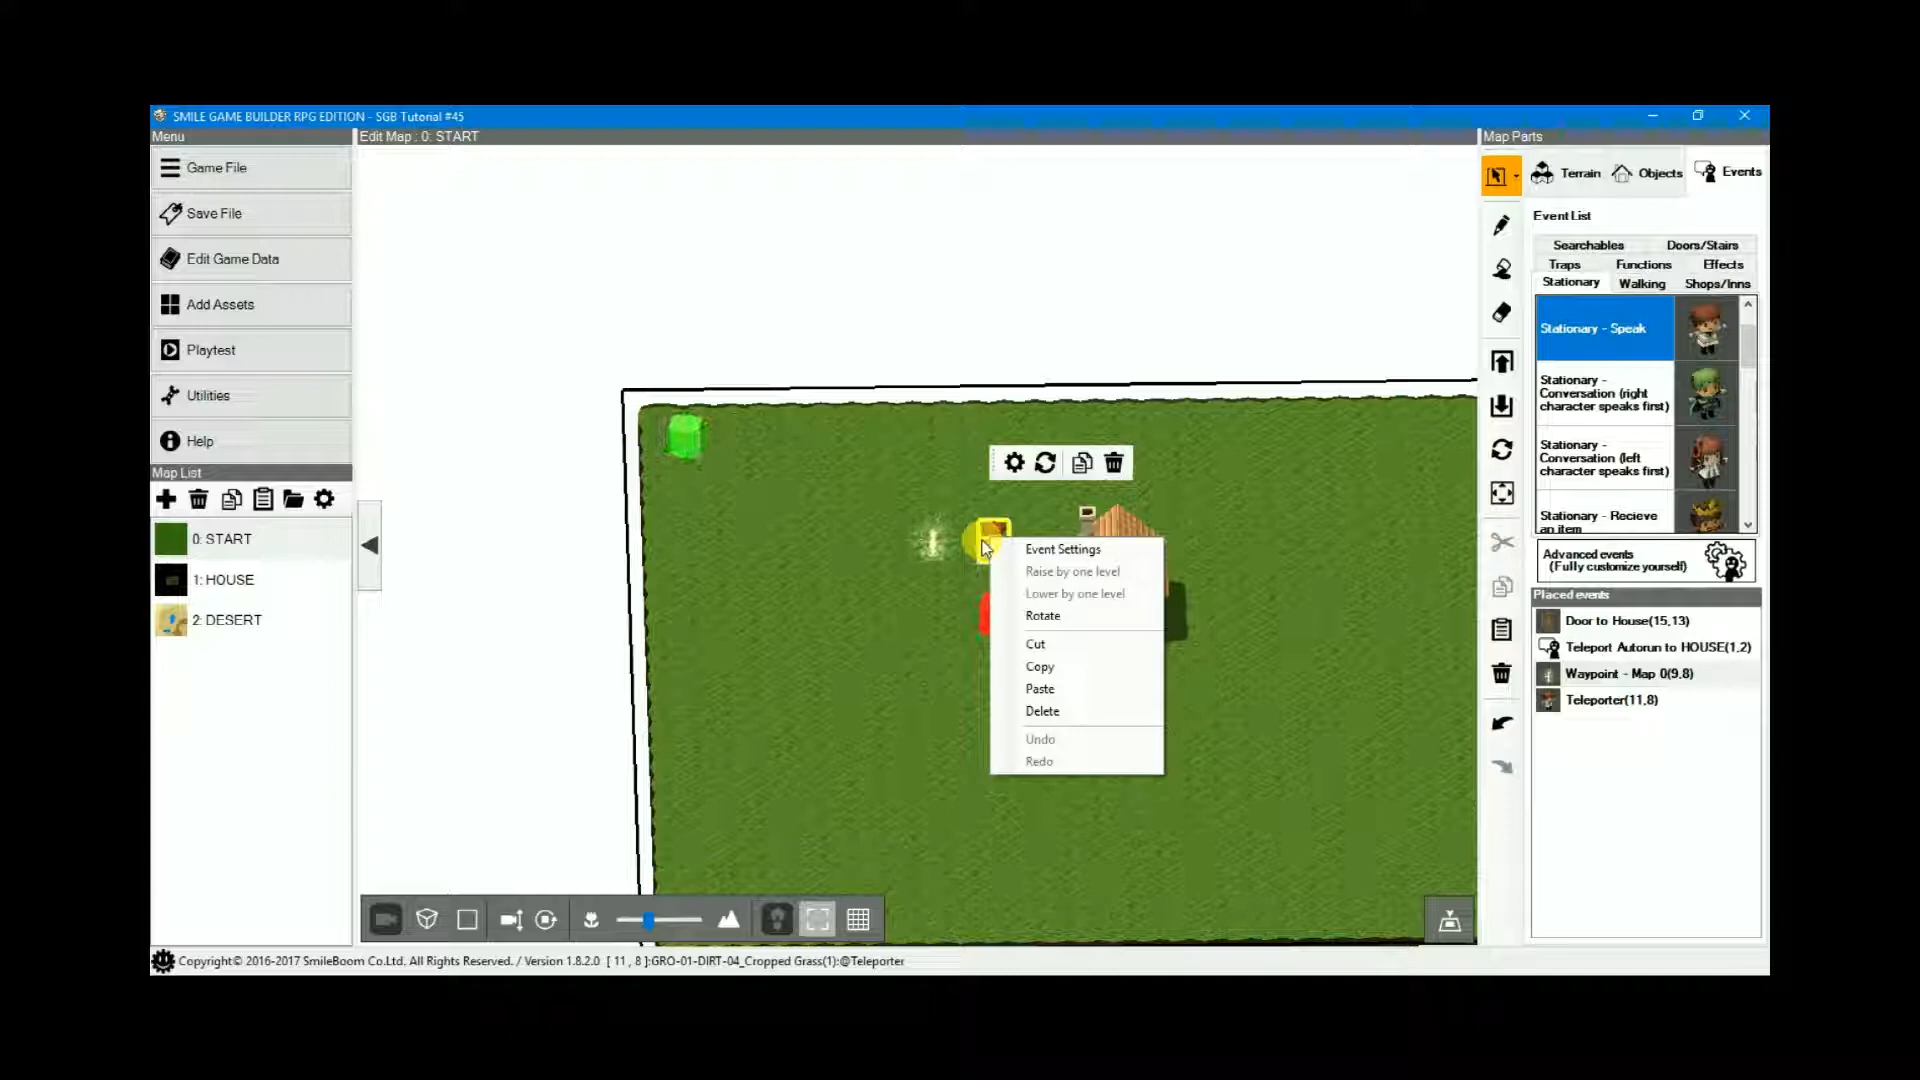 SMILE GAME BUILDER RPG EDITION - SGB Tutorial #45
Menu
Edit Map : 0: START
Map Parts
Game File
Save File
Edit Game Data
Add Assets
Playtest
Utilities
Help
Map List
0: START
1: HOUSE
2: DESERT
Event Settings
Raise by one level
Lower by one level
Rotate
Cut
Copy
Paste
Delete
Undo
Redo
Terrain
Objects
Events
Event List
Searchables
Doors/Stairs
Traps
Functions
Effects
Stationary
Walking
Shops/Inns
Stationary - Speak
Stationary -
Conversation (right
character speaks first)
Stationary -
Conversation (left
character speaks first)
Stationary - Recieve
an item
Advanced events
(Fully customize yourself)
Placed events
Door to House(15,13)
Teleport Autorun to HOUSE(1,2)
Waypoint - Map 0(9,8)
Teleporter(11,8)
Copyright© 2016-2017 SmileBoom Co.Ltd. All Rights Reserved. / Version 1.8.2.0 [ 11 , 8 ]:GRO-01-DIRT-04_Cropped Grass(1):@Teleporter